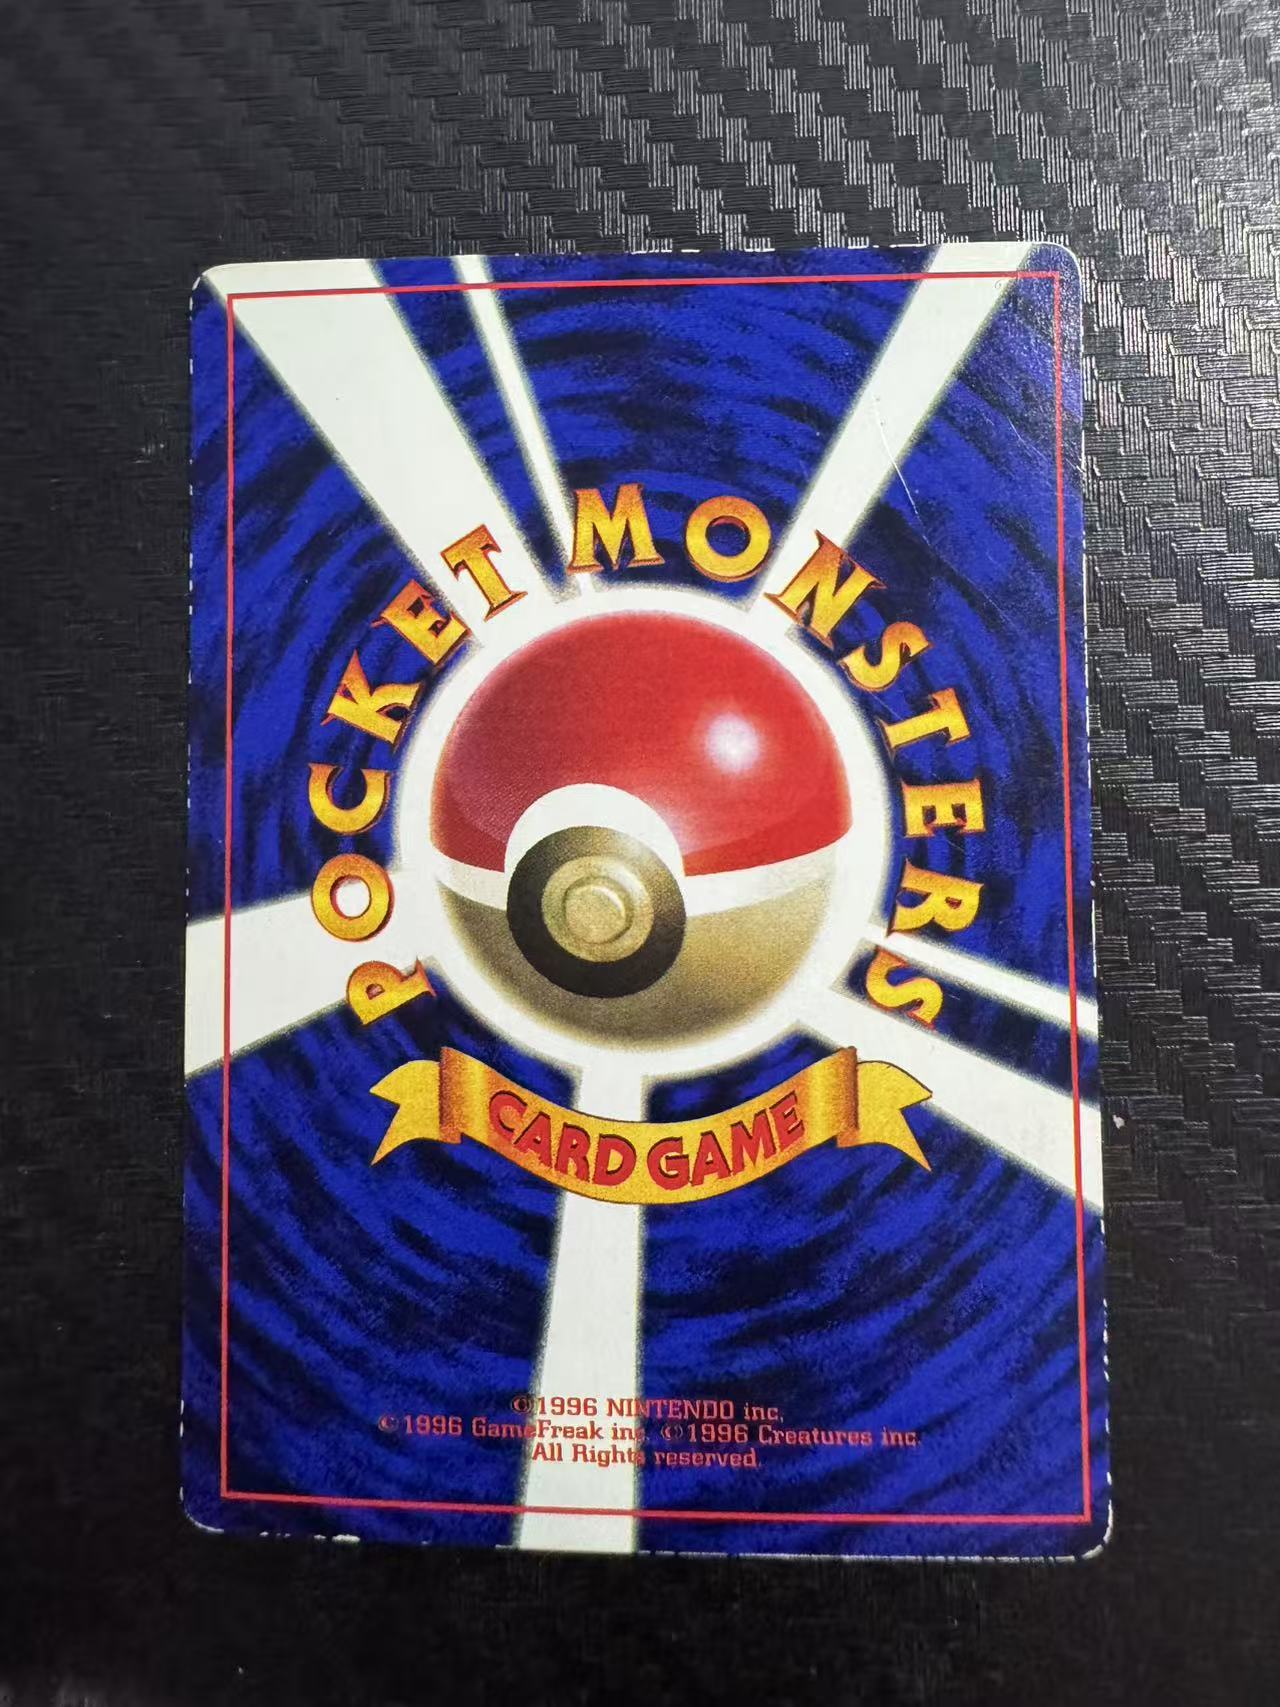 POCKET MONSTERS
CARD GAME
©1996 NINTENDO inc.
©1996 GameFreak inc. ©1996 Creatures inc.
All Rights reserved.